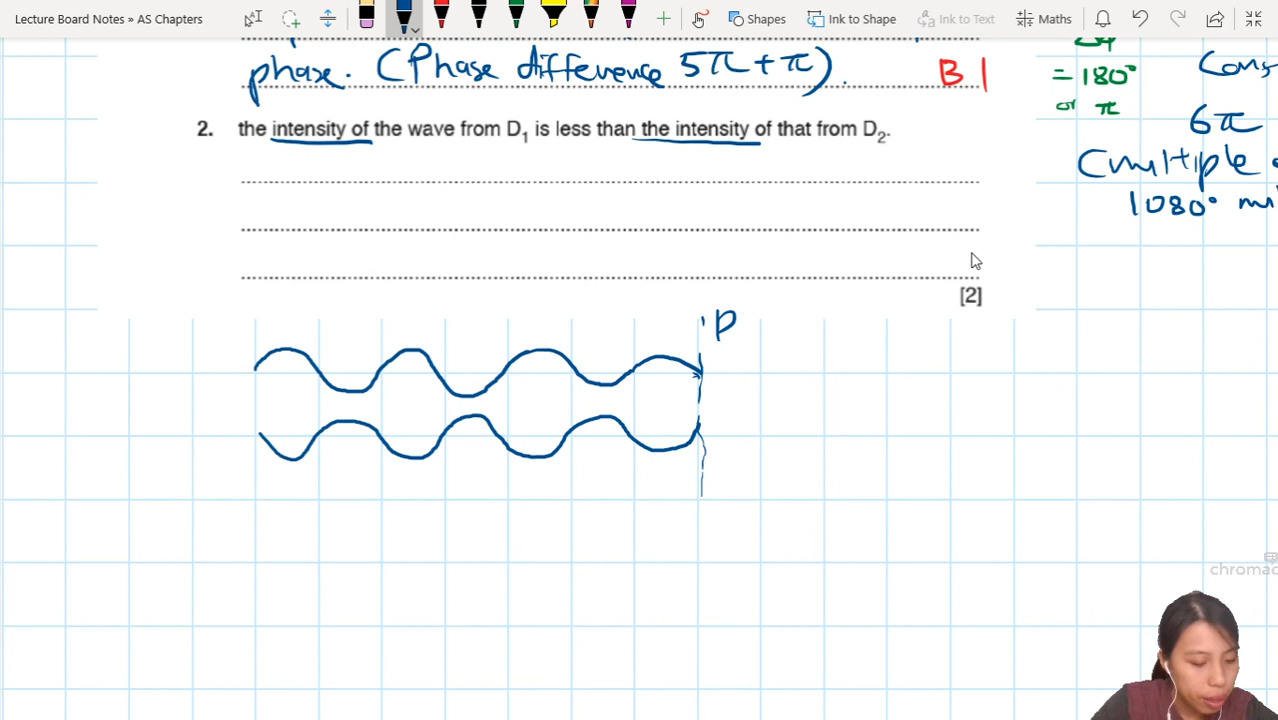 Lecture Board Notes » AS Chapters
Shapes
Ink to Shape
Ink to Text
Maths
phase. (Phase difference 5π + π).
B1
= 180°
or π
6π
(multiple
1080°
2. the intensity of the wave from D₁ is less than the intensity of that from D₂.
[2]
P
chromac